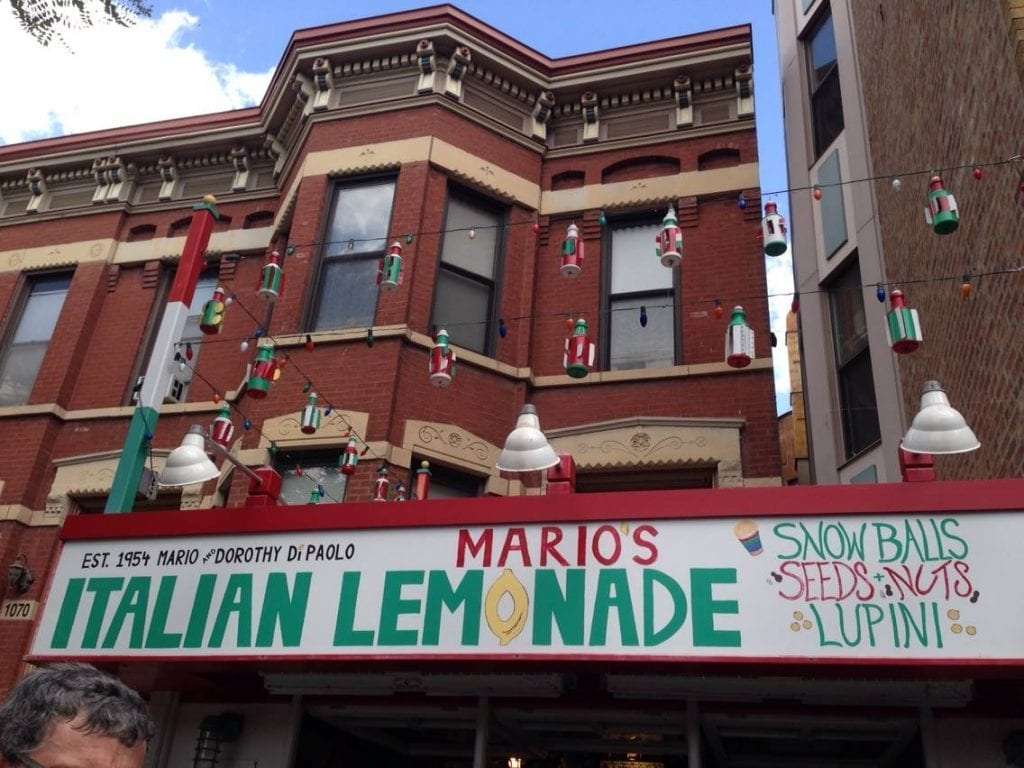 EST. 1954 MARIO AND DOROTHY DiPAOLO
MARIO'S
ITALIAN LEMONADE
SNOW BALLS
SEEDS + NUTS
LUPINI
1070